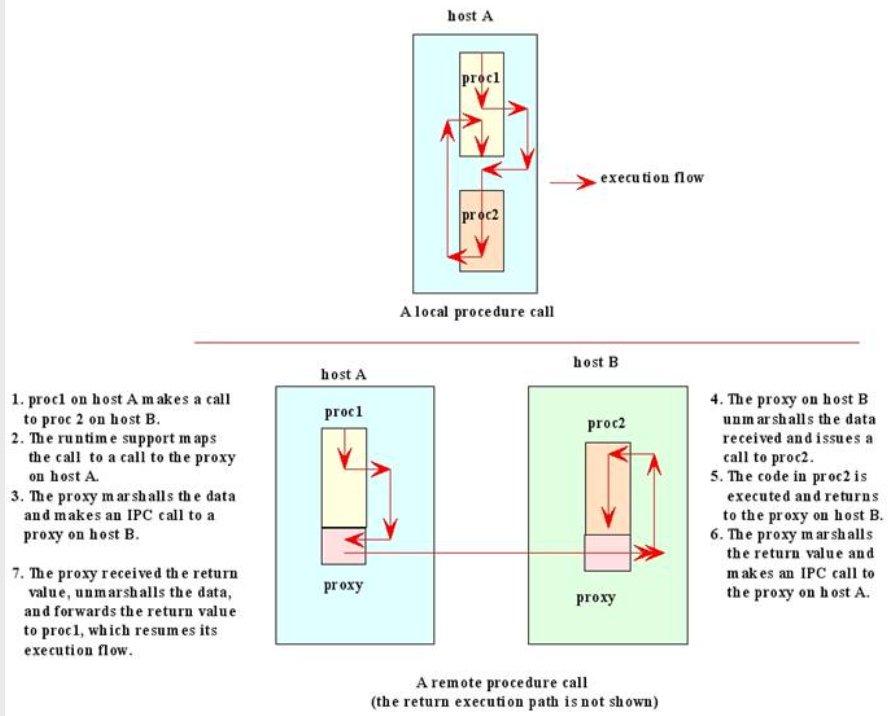 host A
proc1
execution flow
proc2
A local procedure call
host A
host B
1. proc1 on host A makes a call
to proc 2 on host B.
2. The runtime support maps
the call to a call to the proxy
on host A.
3. The proxy marshalls the data
and makes an IPC call to a
proxy on host B.
7. The proxy received the return
value, unmarshalls the data,
and forwards the return value
to proc1, which resumes its
execution flow.
proc1
proxy
proc2
proxy
4. The proxy on host B
unmarshalls the data
received and issues a
call to proc2.
5. The code in proc2 is
executed and returns
to the proxy on host B.
6. The proxy marshalls
the return value and
makes an IPC call to
the proxy on host A.
A remote procedure call
(the return execution path is not shown)